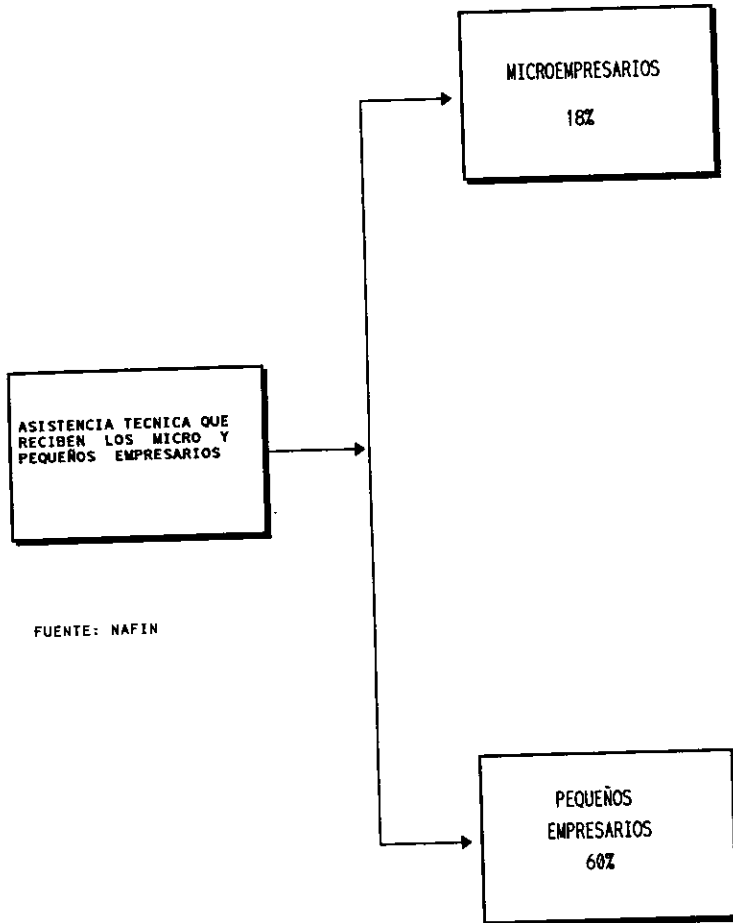 MICROEMPRESARIOS
18%
ASISTENCIA TECNICA QUE
RECIBEN LOS MICRO Y
PEQUEÑOS EMPRESARIOS
FUENTE: NAFIN
PEQUEÑOS
EMPRESARIOS
60%